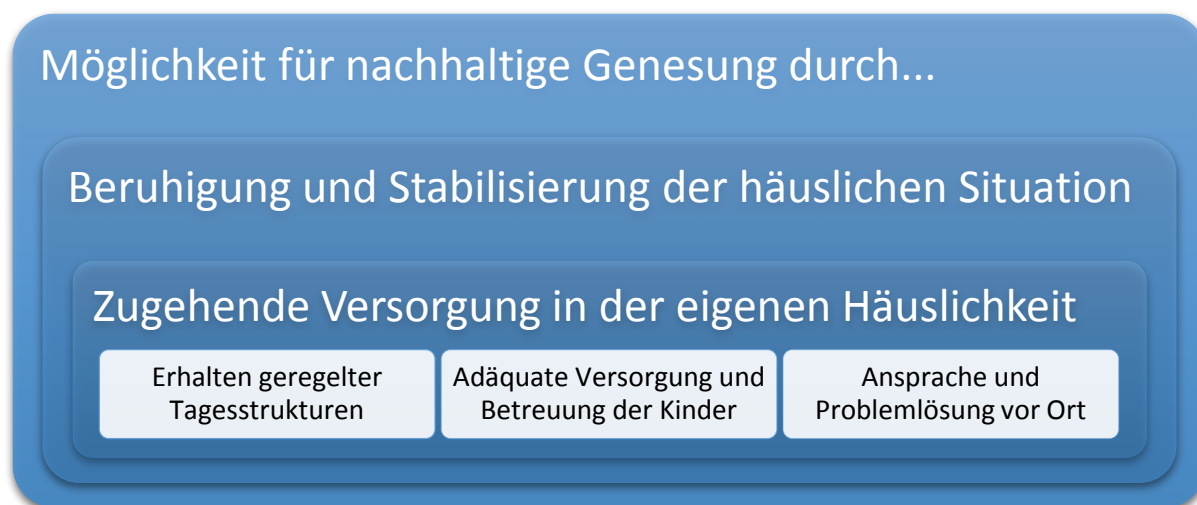 Möglichkeit für nachhaltige Genesung durch...
Beruhigung und Stabilisierung der häuslichen Situation
Zugehende Versorgung in der eigenen Häuslichkeit
Erhalten geregelter
Tagesstrukturen
Adäquate Versorgung und
Betreuung der Kinder
Ansprache und
Problemlösung vor Ort